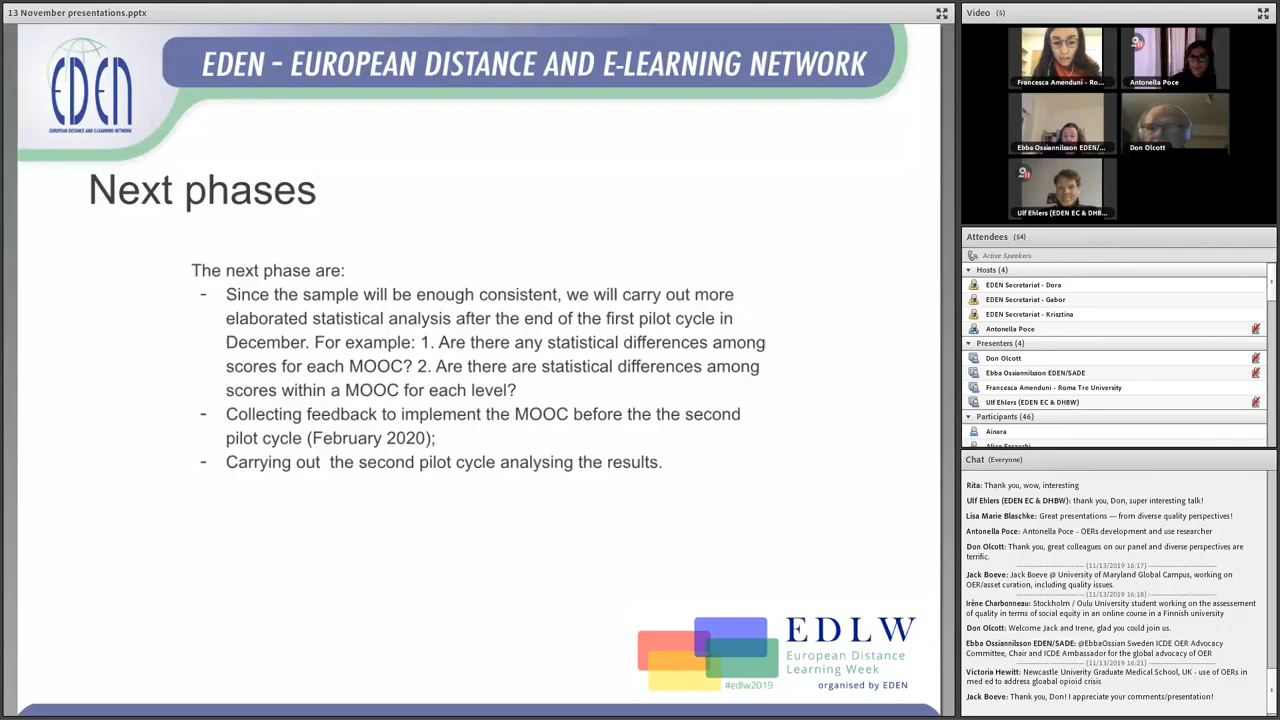 13 November presentations.pptx
EDEN
EUROPEAN DISTANCE AND E-LEARNING NETWORK
EDEN - EUROPEAN DISTANCE AND E-LEARNING NETWORK
Next phases
The next phase are:
- Since the sample will be enough consistent, we will carry out more
elaborated statistical analysis after the end of the first pilot cycle in
December. For example: 1. Are there any statistical differences among
scores for each MOOC? 2. Are there are statistical differences among
scores within a MOOC for each level?
- Collecting feedback to implement the MOOC before the the second
pilot cycle (February 2020);
- Carrying out the second pilot cycle analysing the results.
EDLW
European Distance
Learning Week
#edlw2019
organised by EDEN
Video (5)
Francesca Amenduni - Ro...
Antonella Poce
Ebba Ossiannilsson EDEN/...
Don Olcott
Ulf Ehlers (EDEN EC & DHB...
Attendees (54)
Active Speakers
Hosts (4)
EDEN Secretariat - Dora
EDEN Secretariat - Gabor
EDEN Secretariat - Krisztina
Antonella Poce
Presenters (4)
Don Olcott
Ebba Ossiannilsson EDEN/SADE
Francesca Amenduni - Roma Tre University
Ulf Ehlers (EDEN EC & DHBW)
Participants (46)
Ainara
Chat (Everyone)
Rita: Thank you, wow, interesting
Ulf Ehlers (EDEN EC & DHBW): thank you, Don, super interesting talk!
Lisa Marie Blaschke: Great presentations — from diverse quality perspectives!
Antonella Poce: Antonella Poce - OERs development and use researcher
Don Olcott: Thank you, great colleagues on our panel and diverse perspectives are
terrific.
(11/13/2019 16:17)
Jack Boeve: Jack Boeve @ University of Maryland Global Campus, working on
OER/asset curation, including quality issues.
(11/13/2019 16:18)
Irène Charbonneau: Stockholm / Oulu University student working on the assessement
of quality in terms of social equity in an online course in a Finnish university
Don Olcott: Welcome Jack and Irene, glad you could join us.
Ebba Ossiannilsson EDEN/SADE: @EbbaOssian Sweden ICDE OER Advocacy
Committee, Chair and ICDE Ambassador for the global advocacy of OER
(11/13/2019 16:21)
Victoria Hewitt: Newcastle Univerity Graduate Medical School, UK - use of OERs in
med ed to address gloabal opioid crisis
Jack Boeve: Thank you, Don! I appreciate your comments/presentation!